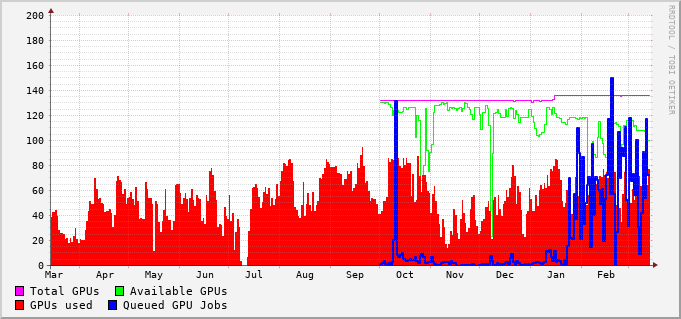 200
180
160
140
120
100
80
60
40
20
0
Mar Apr May Jun Jul Aug Sep Oct Nov Dec Jan Feb
Total GPUs Available GPUs
GPUs used Queued GPU Jobs
RRDTOOL / TOBI OETIKER